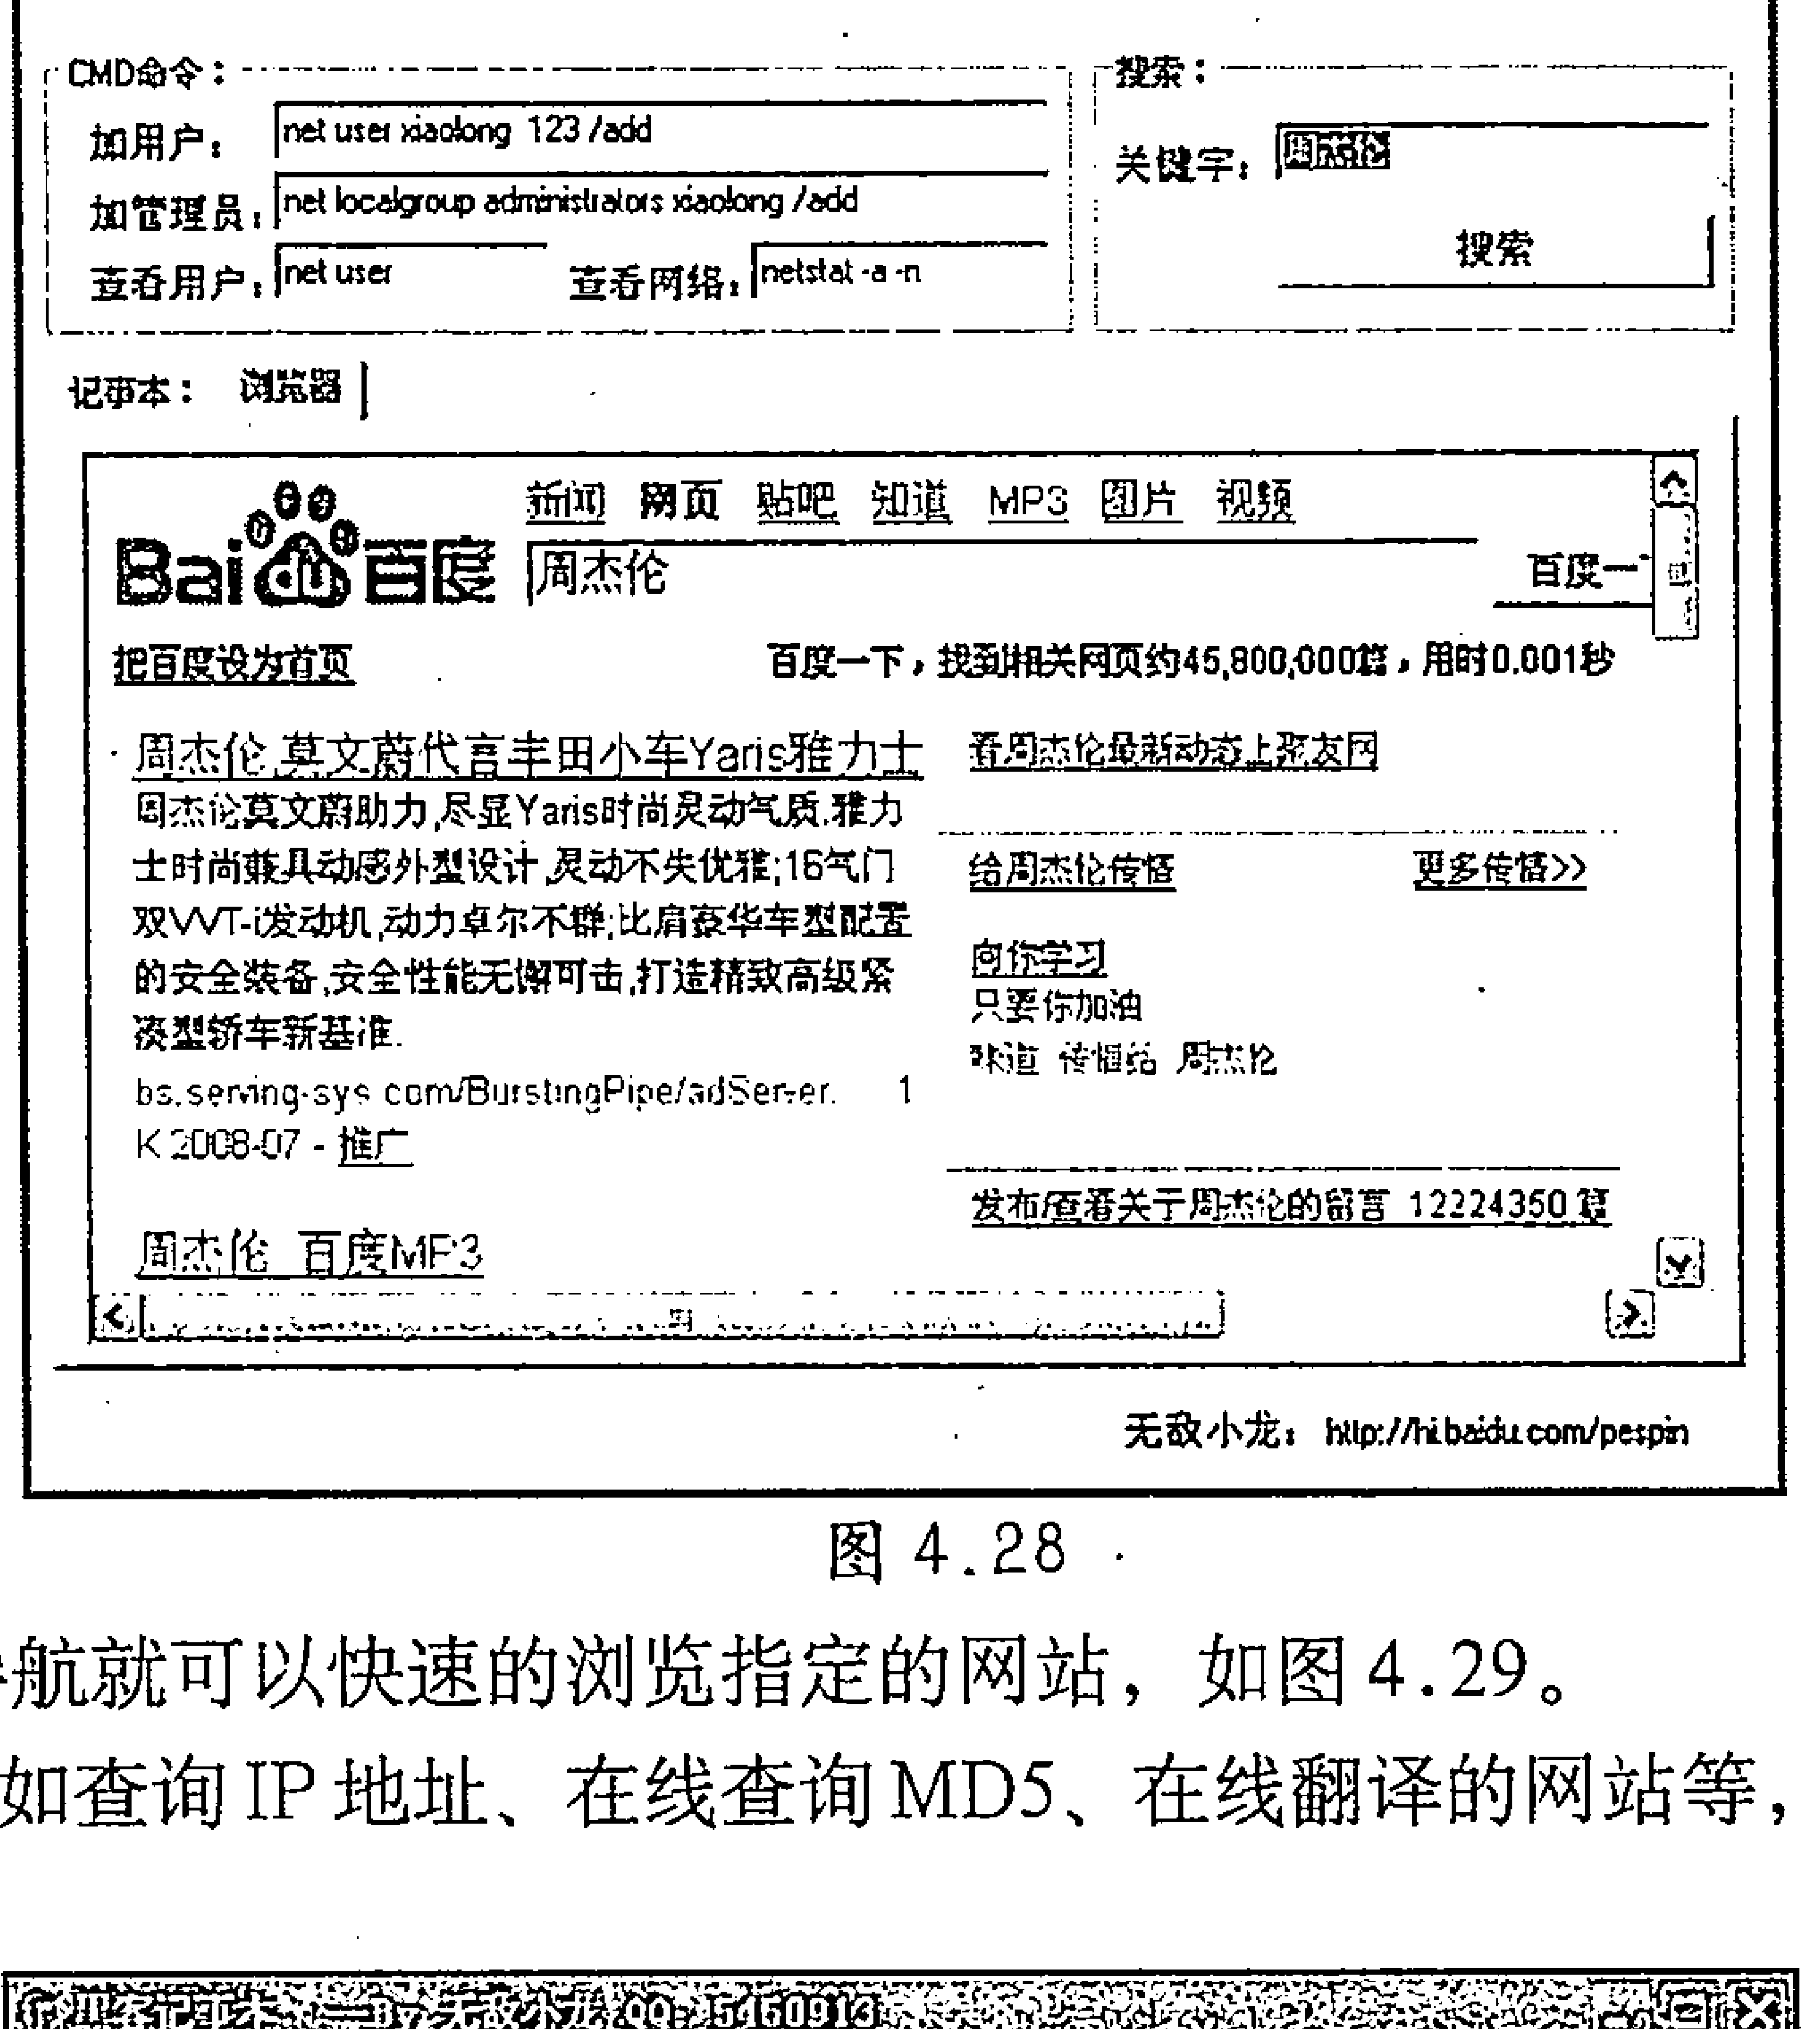 CMD命令：
加用户： net user xiaolong 123 /add
加管理员： net localgroup administrators xiaolong /add
查看用户： net user 查看网络： netstat -a -n
搜索：
关键字： 周杰伦
搜索
记事本： 浏览器
Bai du 百度
新闻 网页 贴吧 知道 MP3 图片 视频
周杰伦 百度一
把百度设为首页 百度一下，找到相关网页约45,800,000篇，用时0.001秒
周杰伦,莫文蔚代言丰田小车Yaris雅力士
周杰伦莫文蔚助力,尽显Yaris时尚灵动气质.雅力
士时尚兼具动感外型设计,灵动不失优雅;16气门
双VVT-i发动机,动力卓尔不群;比肩豪华车型配置
的安全装备,安全性能无懈可击,打造精致高级紧
凑型轿车新基准.
bs.serving-sys.com/BurstingPipe/adServer. 1
K 2008-07 - 推广
周杰伦 百度MP3
看周杰伦最新动态上聚友网
给周杰伦传情 更多传情>>
向你学习
只要你加油
味道 传情给 周杰伦
发布/查看关于周杰伦的留言 12224350 篇
无敌小龙： http://hi.baidu.com/pespin
图 4.28
航就可以快速的浏览指定的网站，如图 4.29。
如查询 IP 地址、在线查询 MD5、在线翻译的网站等，